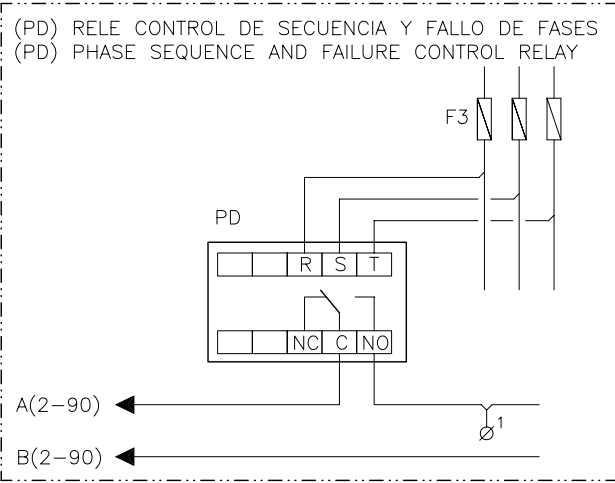 (PD) RELE CONTROL DE SECUENCIA Y FALLO DE FASES
(PD) PHASE SEQUENCE AND FAILURE CONTROL RELAY
F3
PD
R S T
NC C NO
A(2-90)
1
B(2-90)